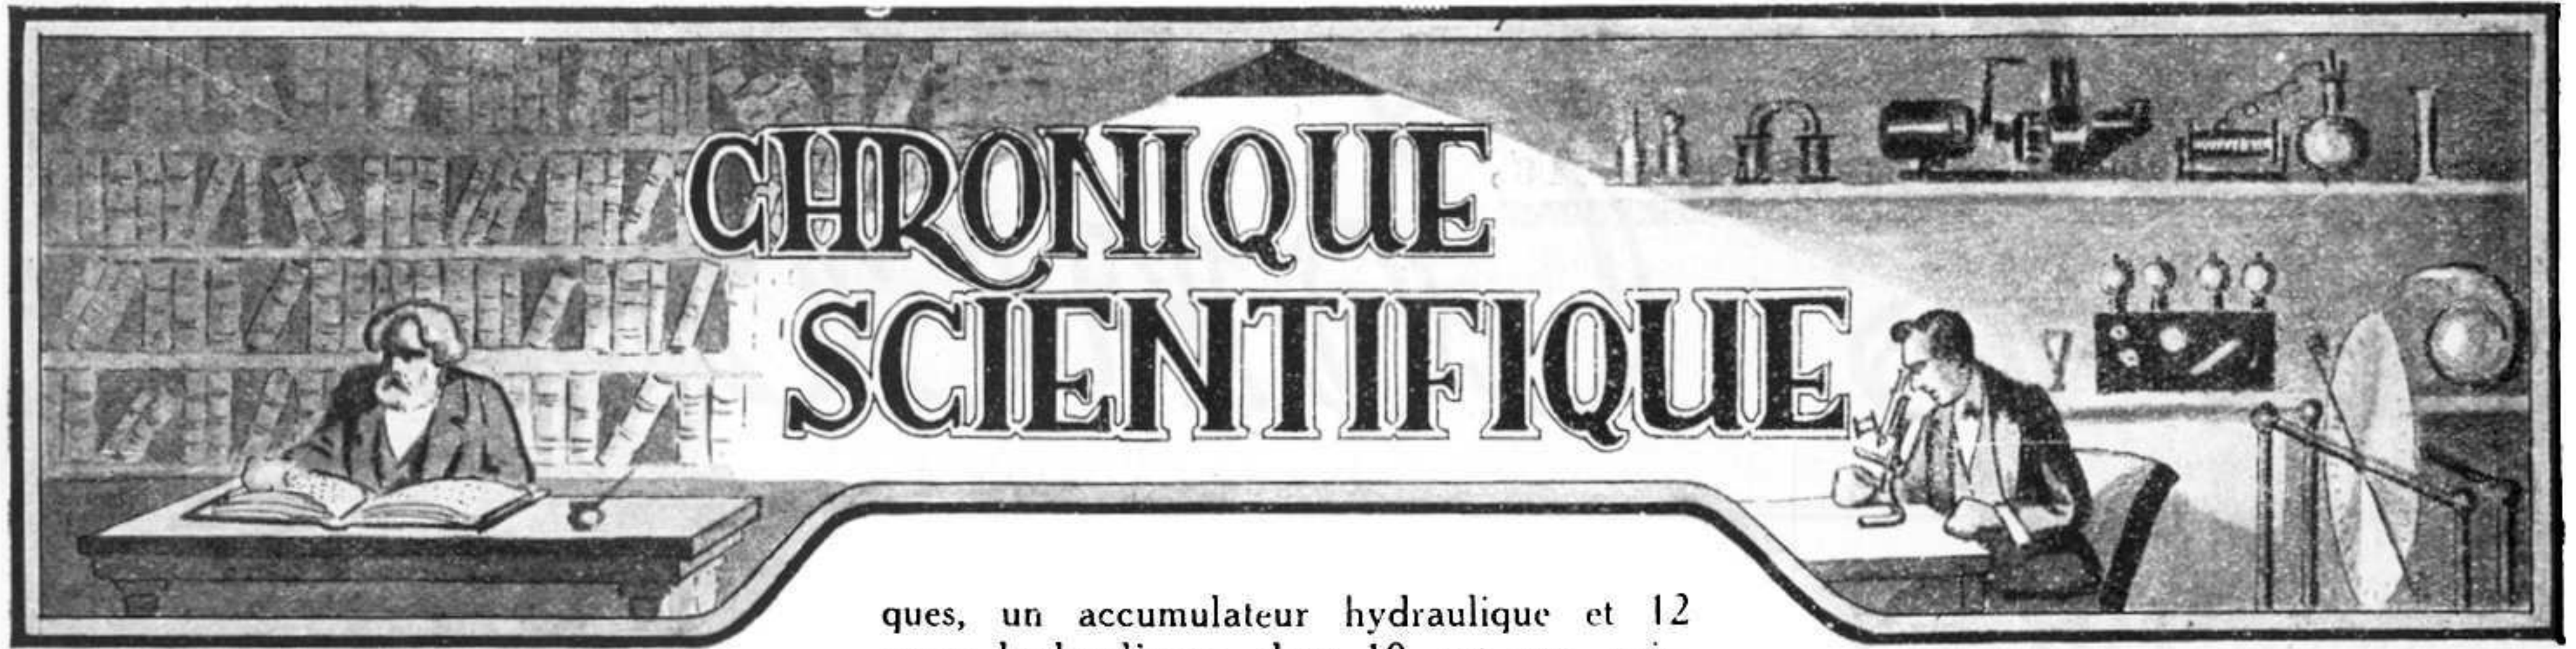 CHRONIQUE
SCIENTIFIQUE
ques, un accumulateur hydraulique et 12